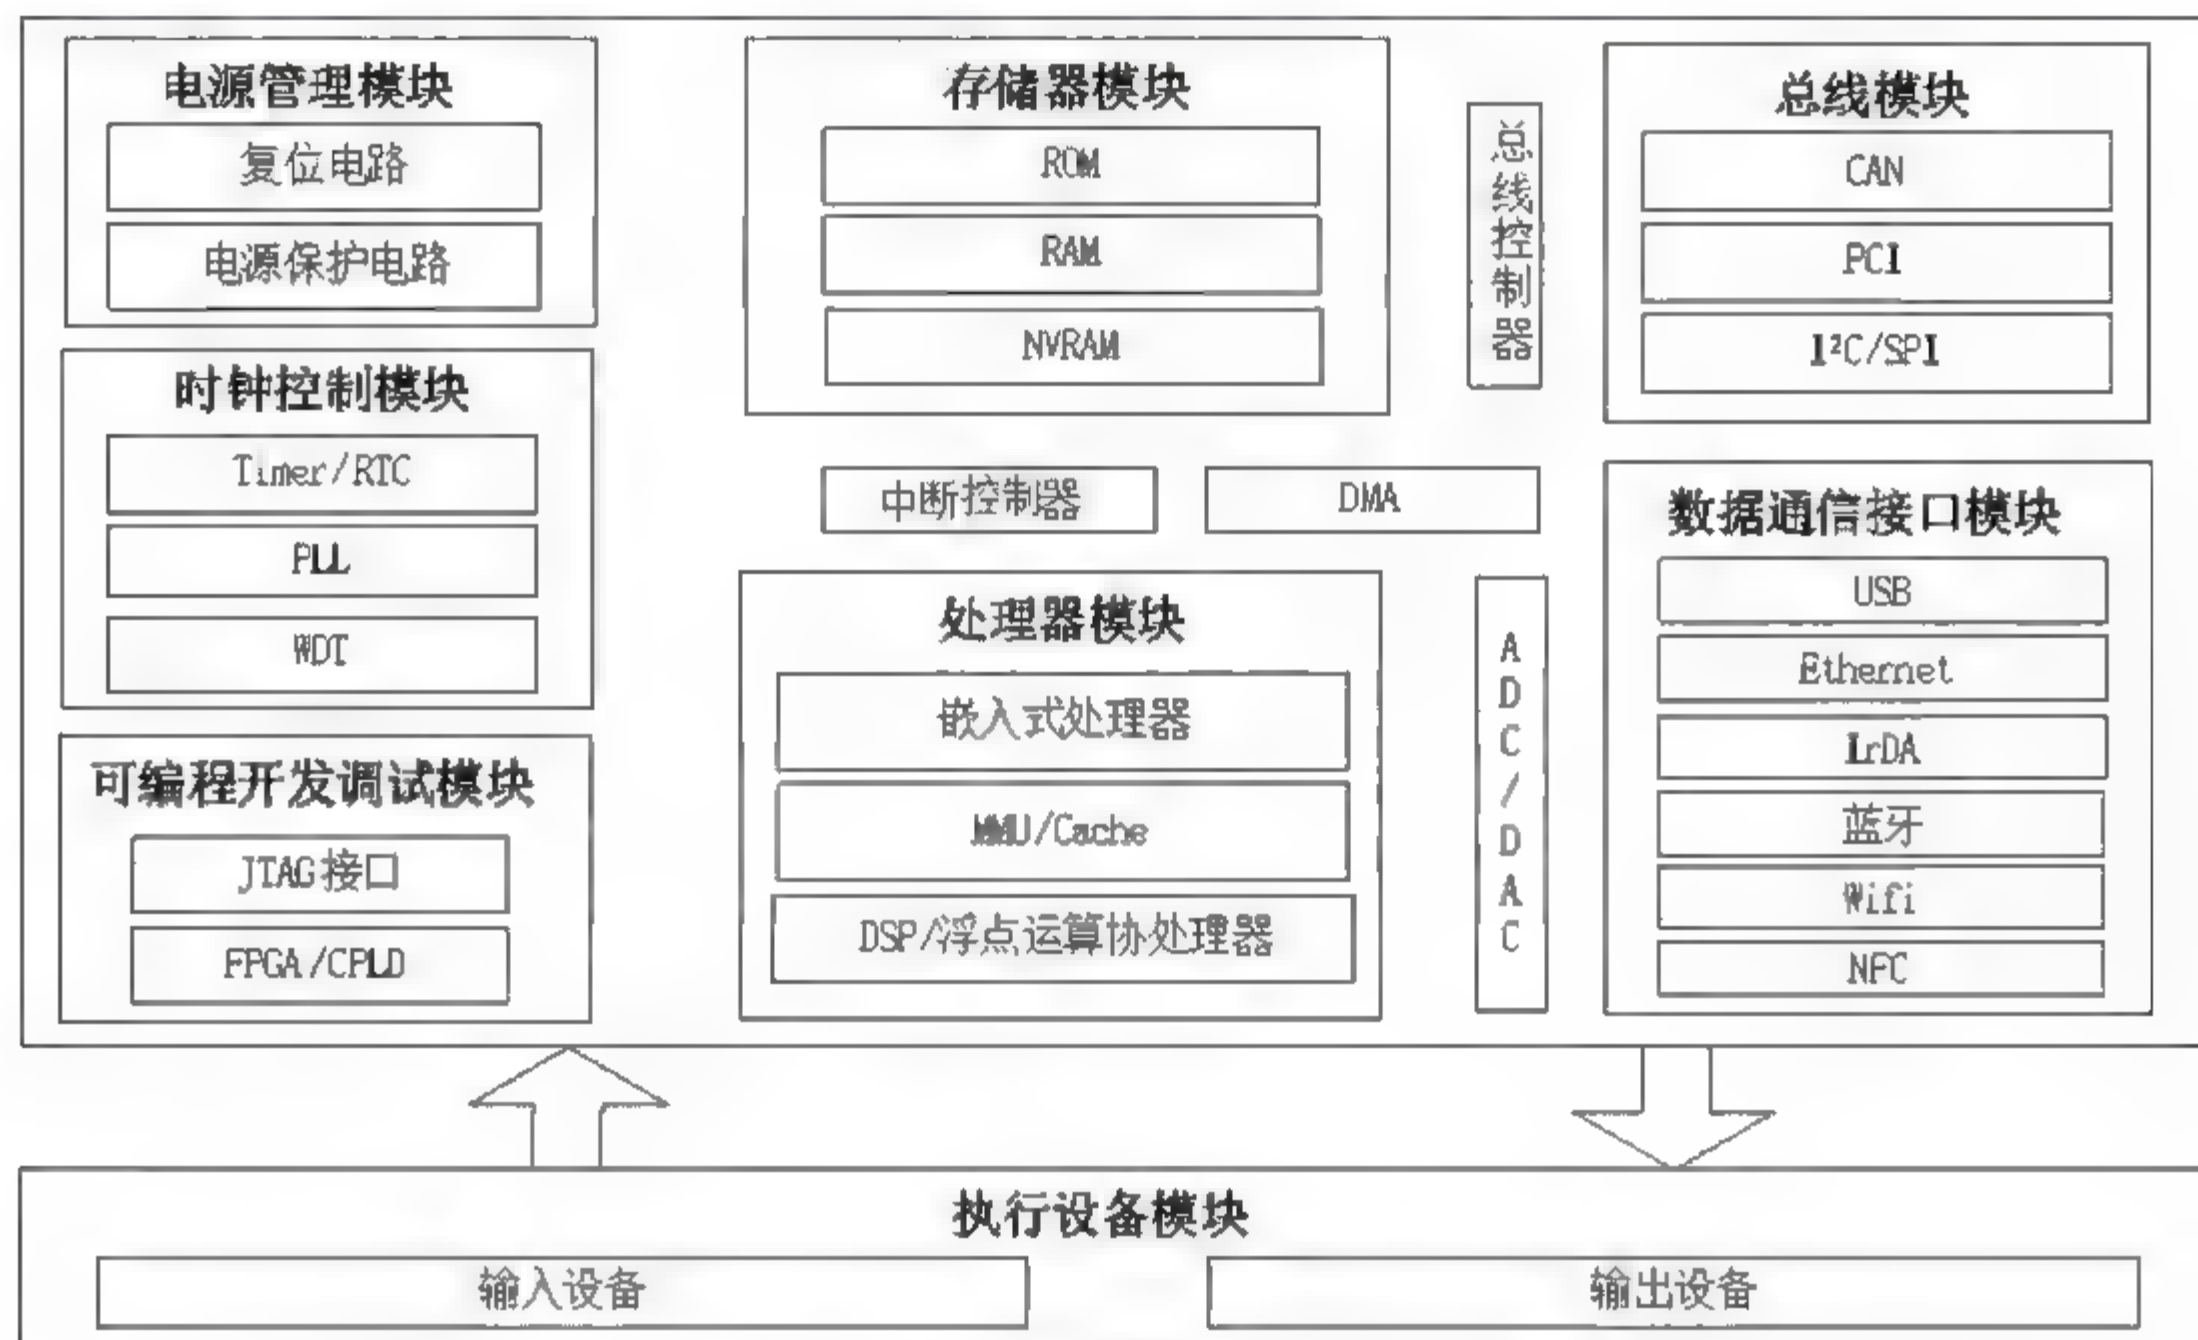 电源管理模块
复位电路
电源保护电路
时钟控制模块
Timer/RTC
PLL
WDT
可编程开发调试模块
JTAG接口
FPGA/CPLD
存储器模块
ROM
RAM
NVRAM
总线控制器
中断控制器
DMA
处理器模块
嵌入式处理器
MMU/Cache
DSP/浮点运算协处理器
ADC/DAC
总线模块
CAN
PCI
I²C/SPI
数据通信接口模块
USB
Ethernet
IrDA
蓝牙
Wifi
NFC
执行设备模块
输入设备
输出设备